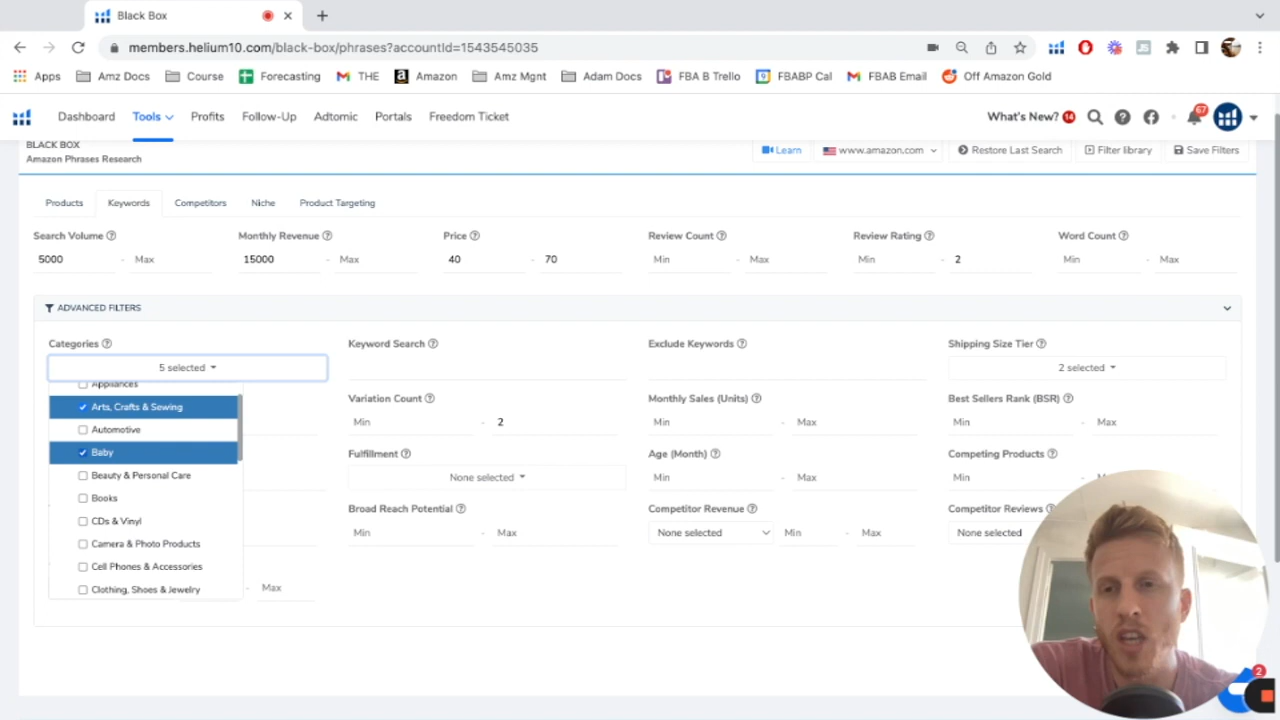 Black Box
members.helium10.com/black-box/phrases?accountId=1543545035
Apps Amz Docs Course Forecasting THE Amazon Amz Mgnt Adam Docs FBA B Trello FBABP Cal FBAB Email Off Amazon Gold
Dashboard Tools Profits Follow-Up Adtomic Portals Freedom Ticket What's New? 14 67
BLACK BOX
Amazon Phrases Research
Learn www.amazon.com Restore Last Search Filter library Save Filters
Products Keywords Competitors Niche Product Targeting
Search Volume Monthly Revenue Price Review Count Review Rating Word Count
5000 - Max 15000 - Max 40 - 70 Min - Max Min - 2 Min - Max
ADVANCED FILTERS
Categories Keyword Search Exclude Keywords Shipping Size Tier
5 selected 2 selected
Appliances
Arts, Crafts & Sewing
Automotive
Baby
Beauty & Personal Care
Books
CDs & Vinyl
Camera & Photo Products
Cell Phones & Accessories
Clothing, Shoes & Jewelry
Variation Count Monthly Sales (Units) Best Sellers Rank (BSR)
Min - 2 Min - Max Min - Max
Fulfillment Age (Month) Competing Products
None selected Min - Max Min
Broad Reach Potential Competitor Revenue Competitor Reviews
Min - Max None selected Min - Max None selected
- Max
2